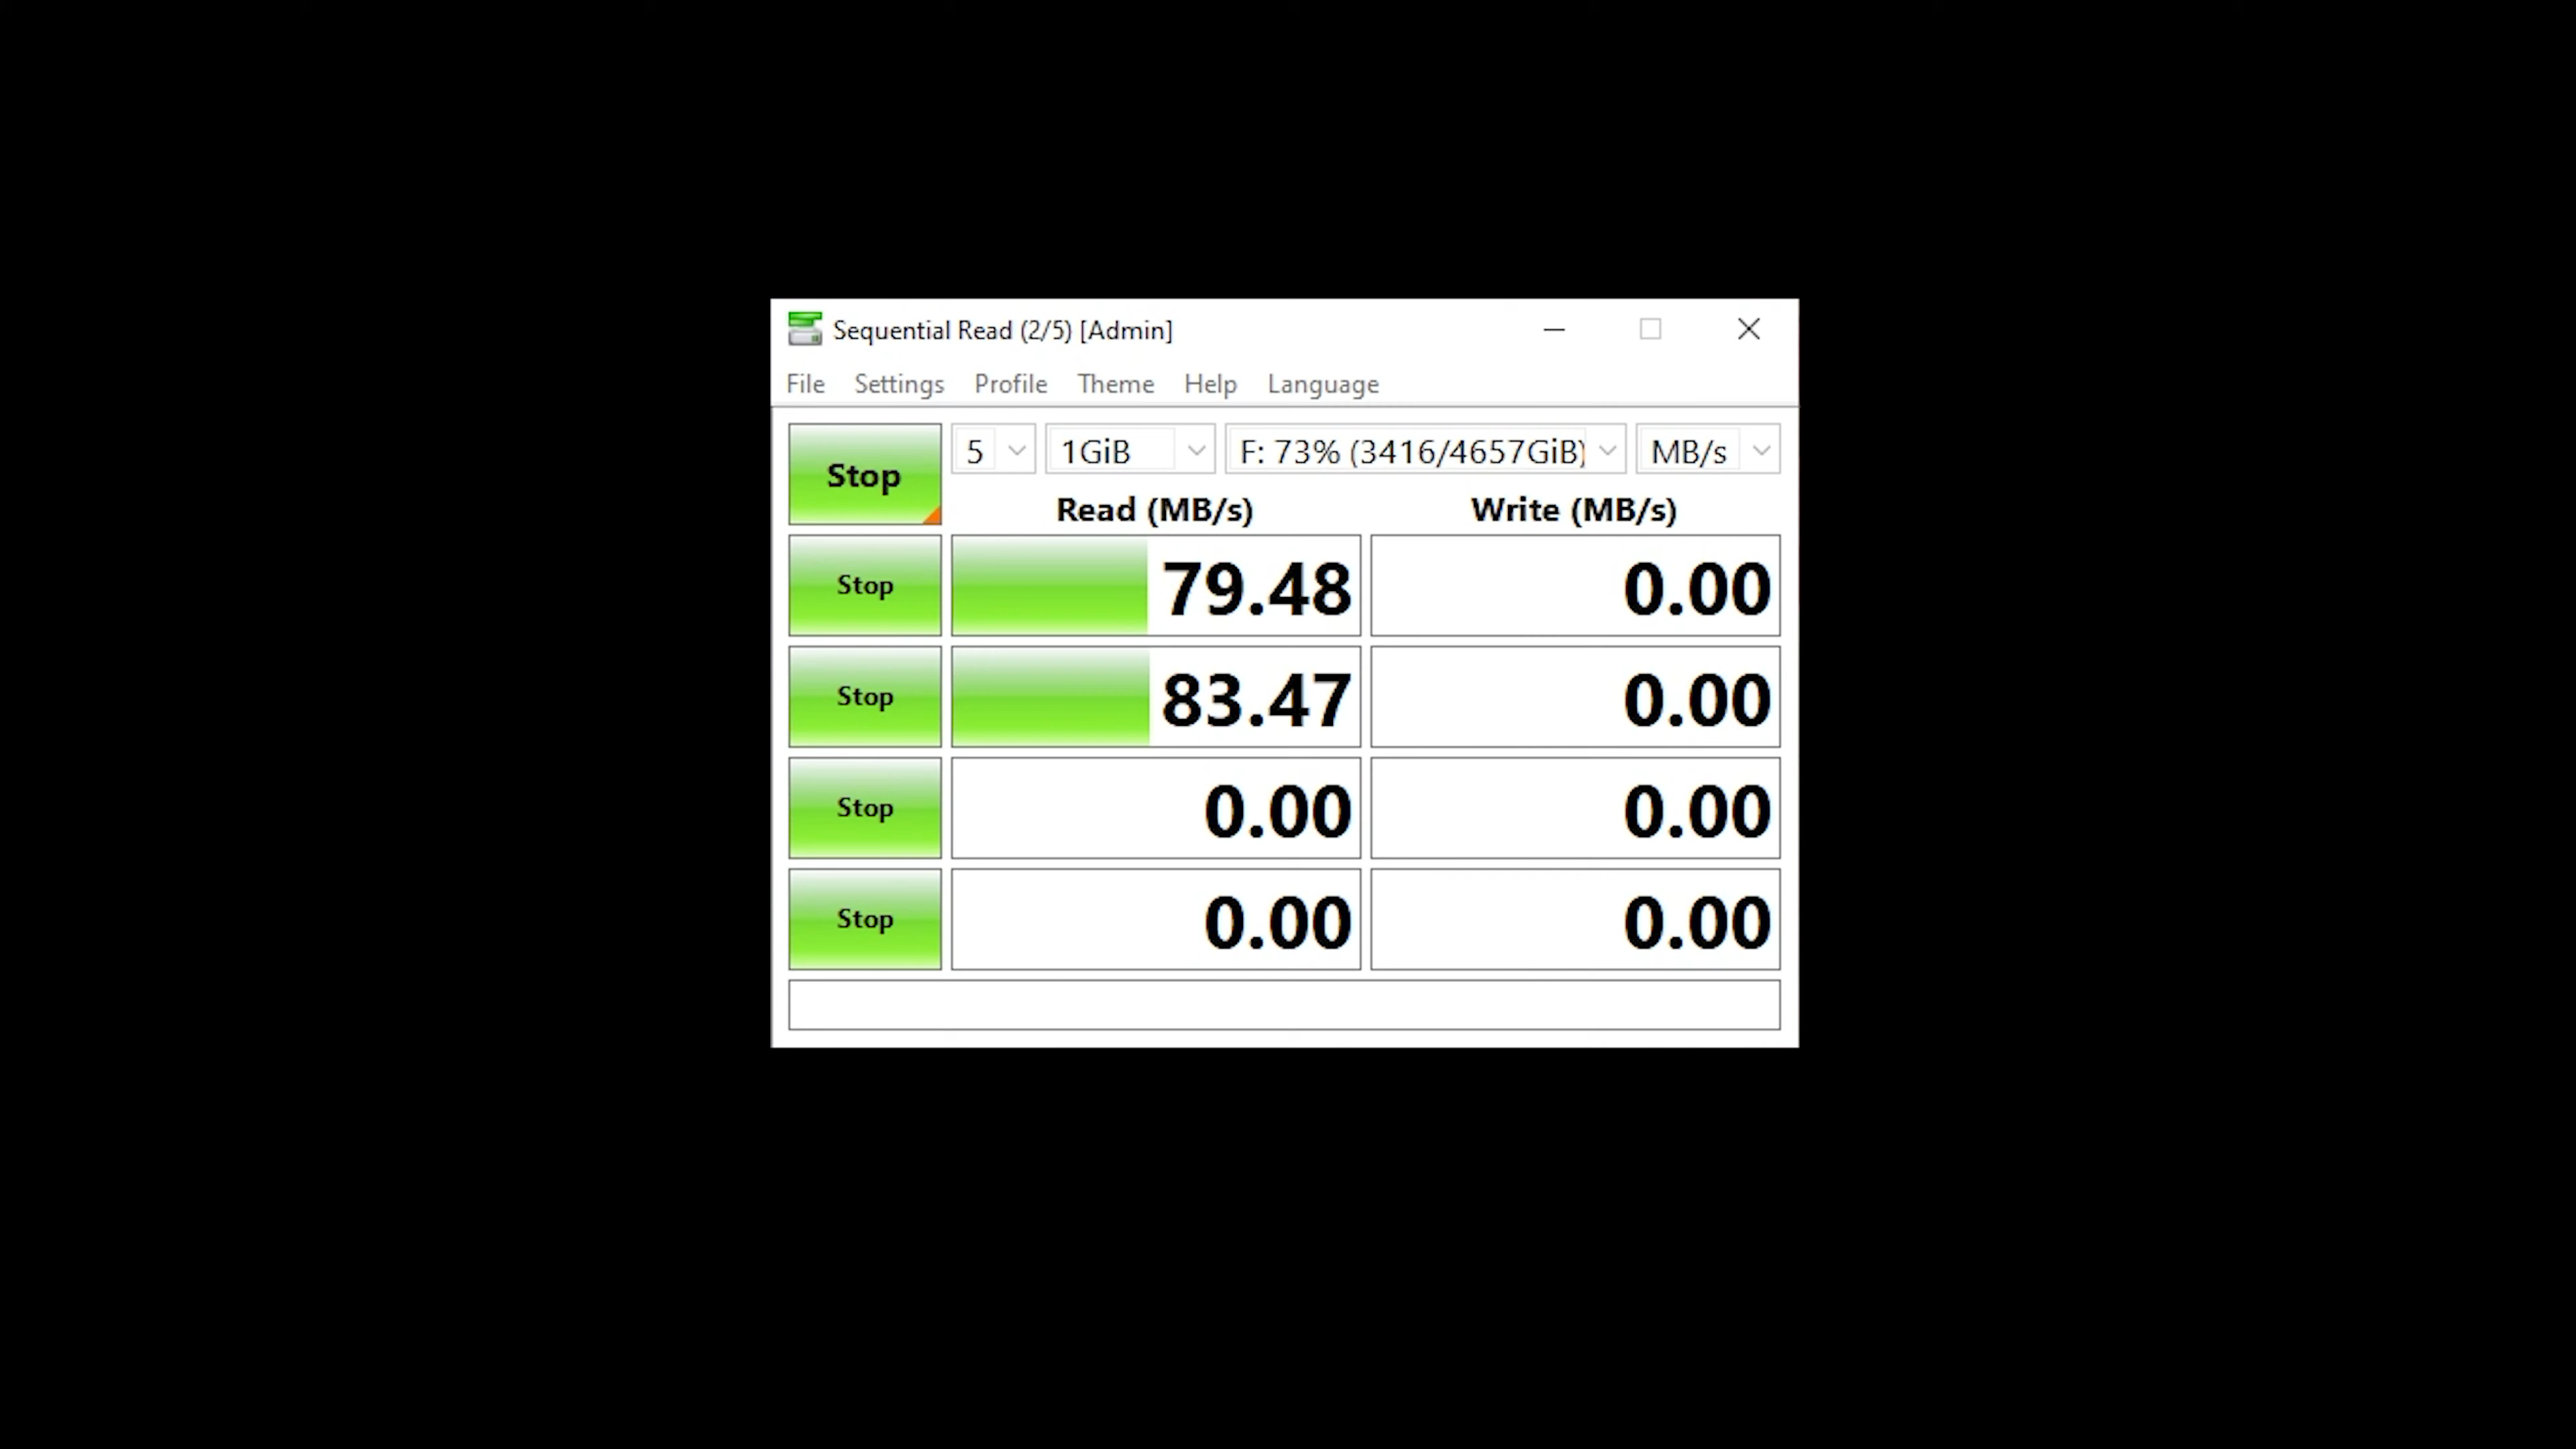 Sequential Read (2/5) [Admin]
File Settings Profile Theme Help Language
Stop 5 1GiB F: 73% (3416/4657GiB) MB/s
Read (MB/s) Write (MB/s)
Stop 79.48 0.00
Stop 83.47 0.00
Stop 0.00 0.00
Stop 0.00 0.00